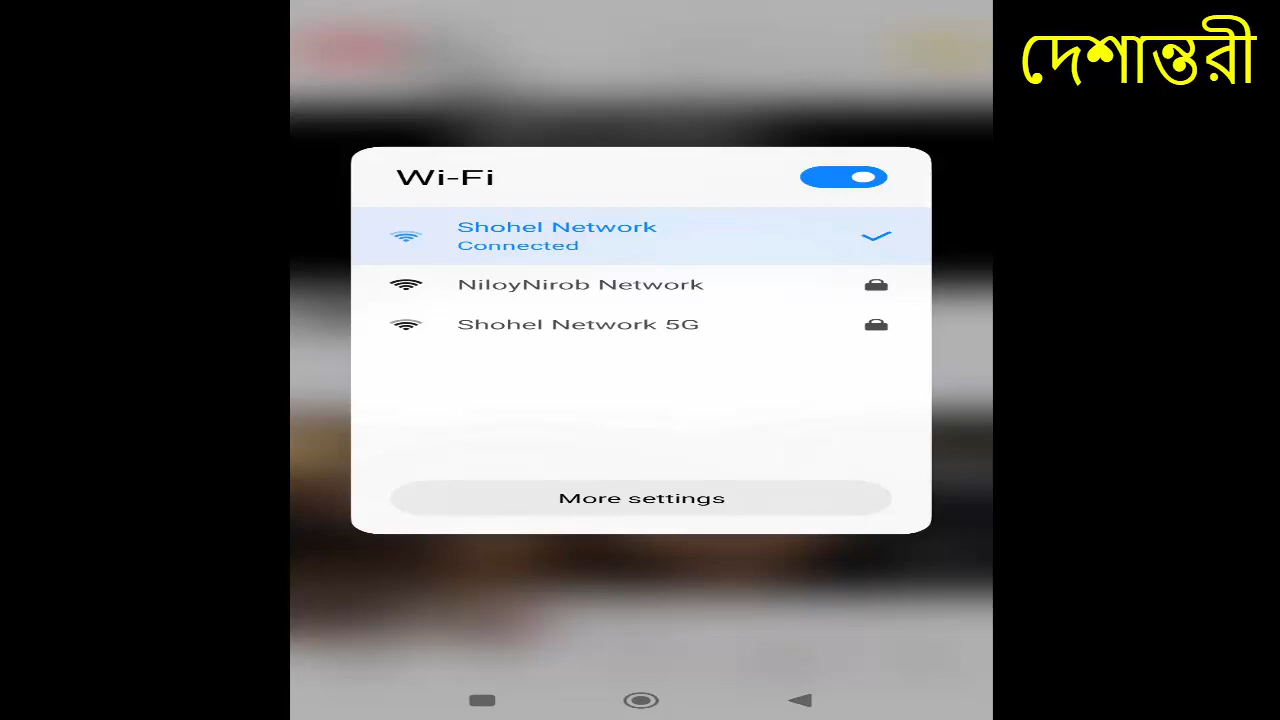 দেশান্তরী
Wi-Fi
Shohel Network
Connected
NiloyNirob Network
Shohel Network 5G
More settings